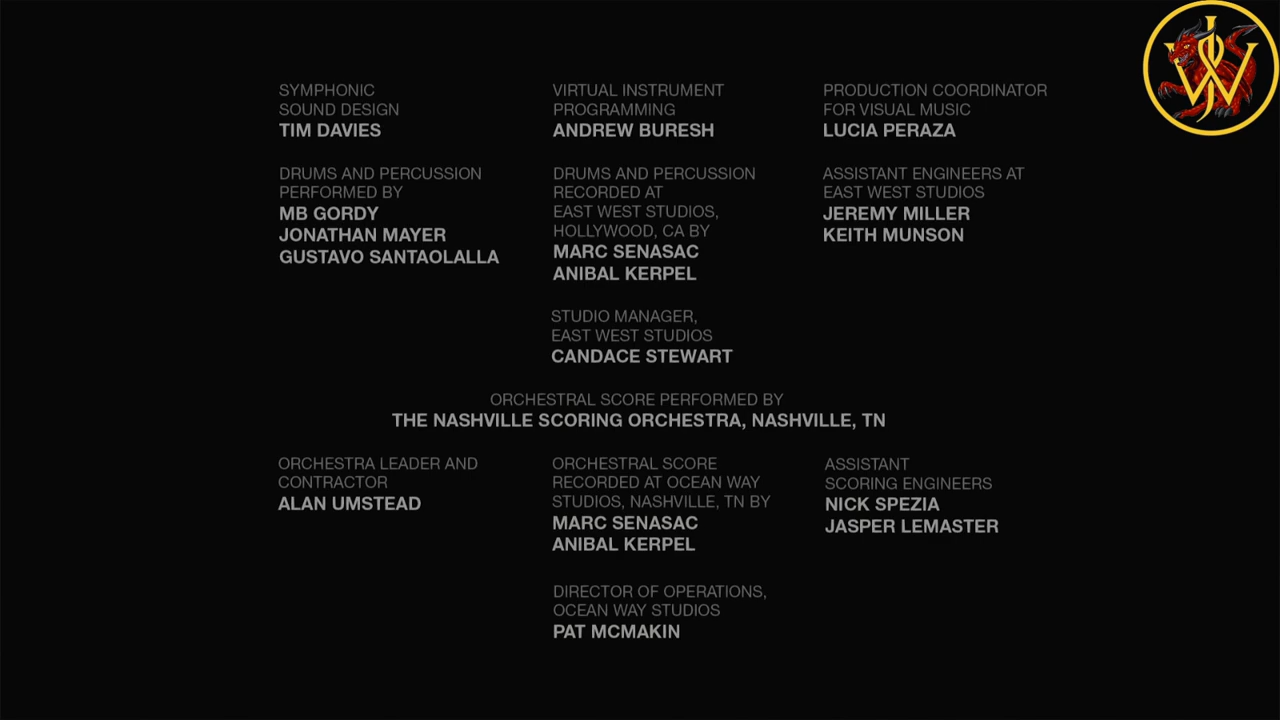 SYMPHONIC
SOUND DESIGN
TIM DAVIES
VIRTUAL INSTRUMENT
PROGRAMMING
ANDREW BURESH
PRODUCTION COORDINATOR
FOR VISUAL MUSIC
LUCIA PERAZA
DRUMS AND PERCUSSION
PERFORMED BY
MB GORDY
JONATHAN MAYER
GUSTAVO SANTAOLALLA
DRUMS AND PERCUSSION
RECORDED AT
EAST WEST STUDIOS,
HOLLYWOOD, CA BY
MARC SENASAC
ANIBAL KERPEL
ASSISTANT ENGINEERS AT
EAST WEST STUDIOS
JEREMY MILLER
KEITH MUNSON
STUDIO MANAGER,
EAST WEST STUDIOS
CANDACE STEWART
ORCHESTRAL SCORE PERFORMED BY
THE NASHVILLE SCORING ORCHESTRA, NASHVILLE, TN
ORCHESTRA LEADER AND
CONTRACTOR
ALAN UMSTEAD
ORCHESTRAL SCORE
RECORDED AT OCEAN WAY
STUDIOS, NASHVILLE, TN BY
MARC SENASAC
ANIBAL KERPEL
ASSISTANT
SCORING ENGINEERS
NICK SPEZIA
JASPER LEMASTER
DIRECTOR OF OPERATIONS,
OCEAN WAY STUDIOS
PAT MCMAKIN